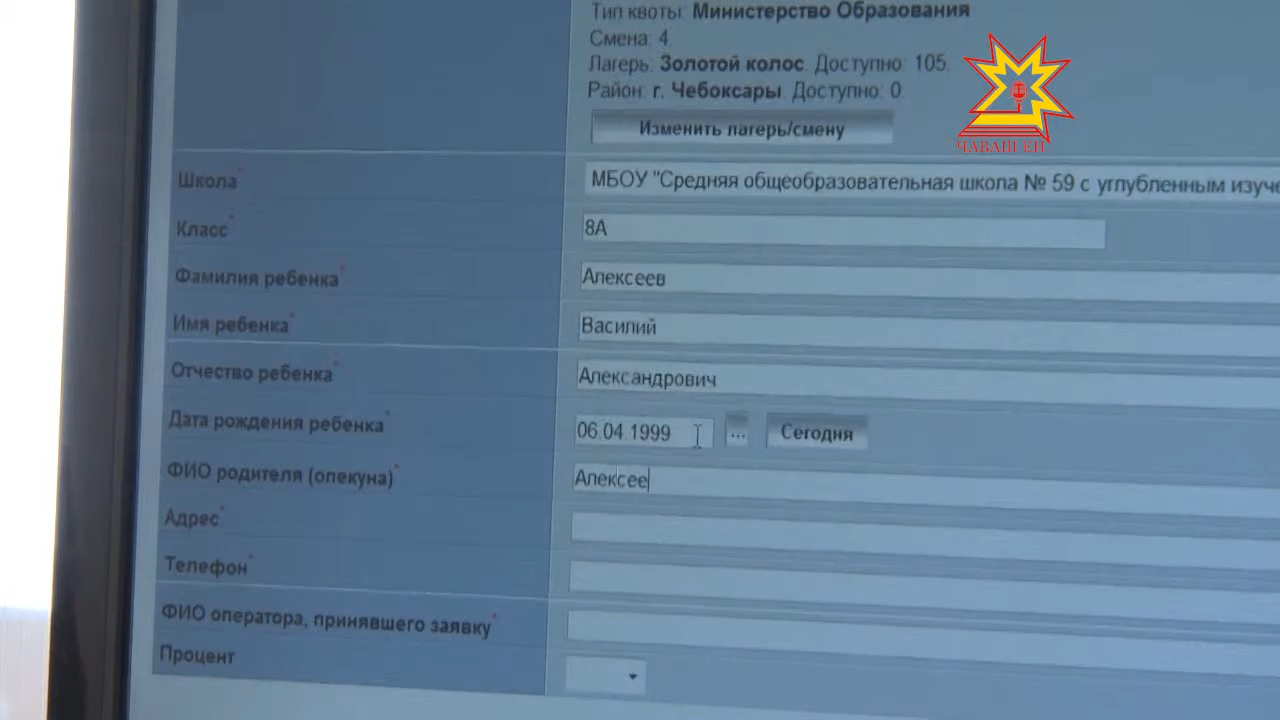 Тип квоты: Министерство Образования
Смена: 4.
Лагерь: Золотой колос. Доступно: 105.
Район: г. Чебоксары. Доступно: 0.
Изменить лагерь/смену
ЧАВАШ ЕН
Школа* МБОУ "Средняя общеобразовательная школа № 59 с углубленным изуче
Класс* 8А
Фамилия ребенка* Алексеев
Имя ребенка* Василий
Отчество ребенка* Александрович
Дата рождения ребенка* 06.04.1999 ... Сегодня
ФИО родителя (опекуна)* Алексее
Адрес*
Телефон*
ФИО оператора, принявшего заявку*
Процент